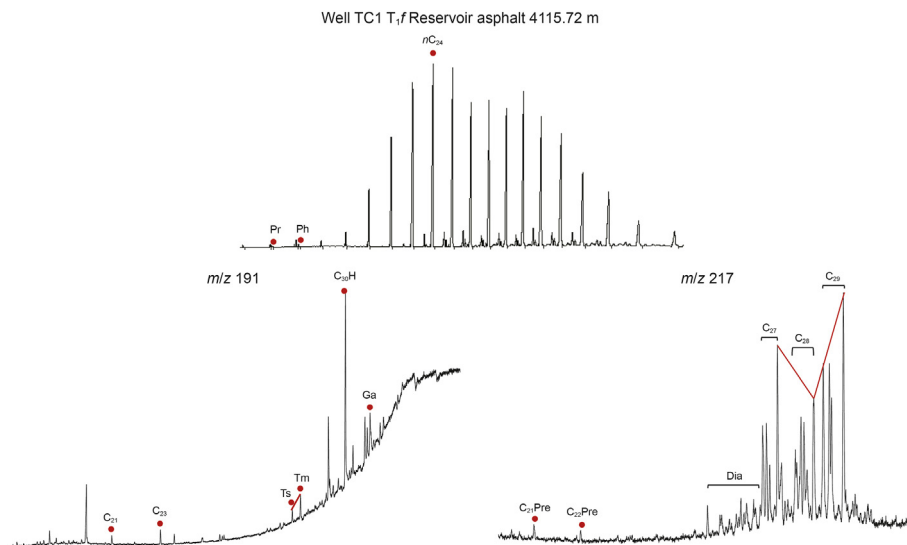 Well TC1 T₁f Reservoir asphalt 4115.72 m
nC₂₄
Pr
Ph
m/z 191
C₃₀H
Ga
Tm
Ts
C₂₁
C₂₃
m/z 217
C₂₉
C₂₇
C₂₈
Dia
C₂₁Pre
C₂₂Pre